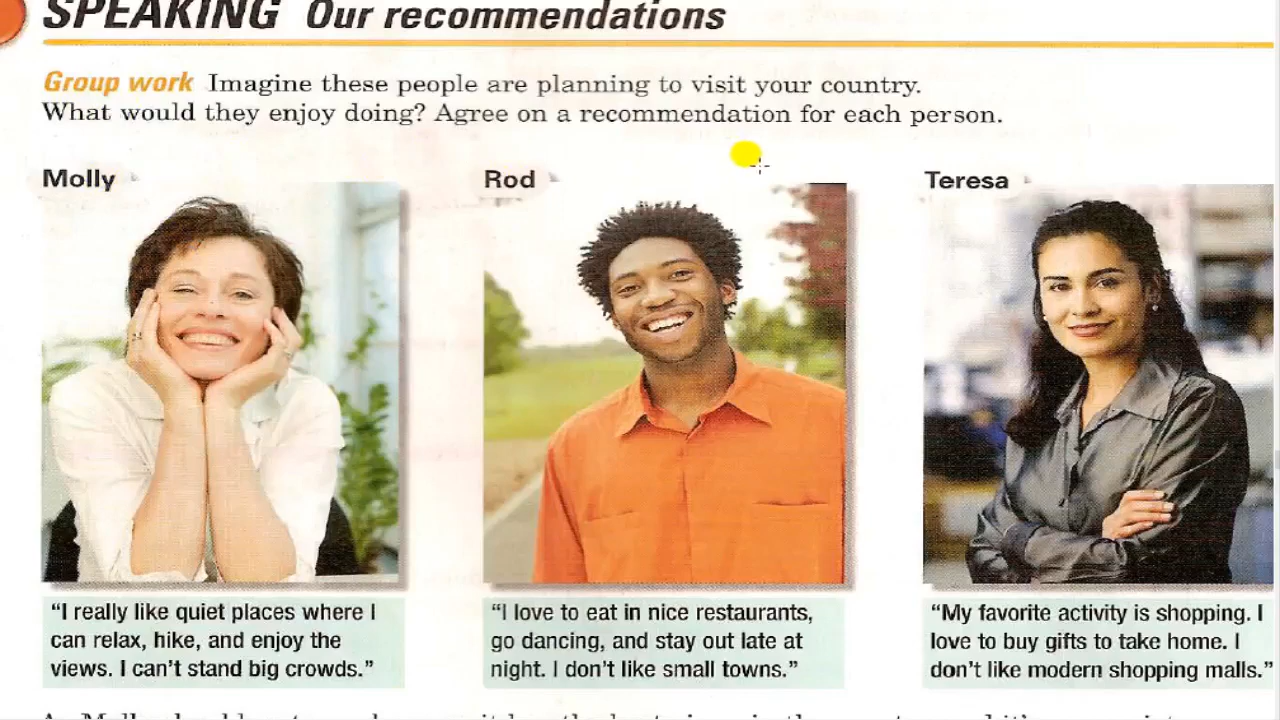 SPEAKING Our recommendations
Group work Imagine these people are planning to visit your country.
What would they enjoy doing? Agree on a recommendation for each person.
Molly
Rod
Teresa
“I really like quiet places where I
can relax, hike, and enjoy the
views. I can't stand big crowds.”
“I love to eat in nice restaurants,
go dancing, and stay out late at
night. I don't like small towns.”
“My favorite activity is shopping. I
love to buy gifts to take home. I
don't like modern shopping malls.”